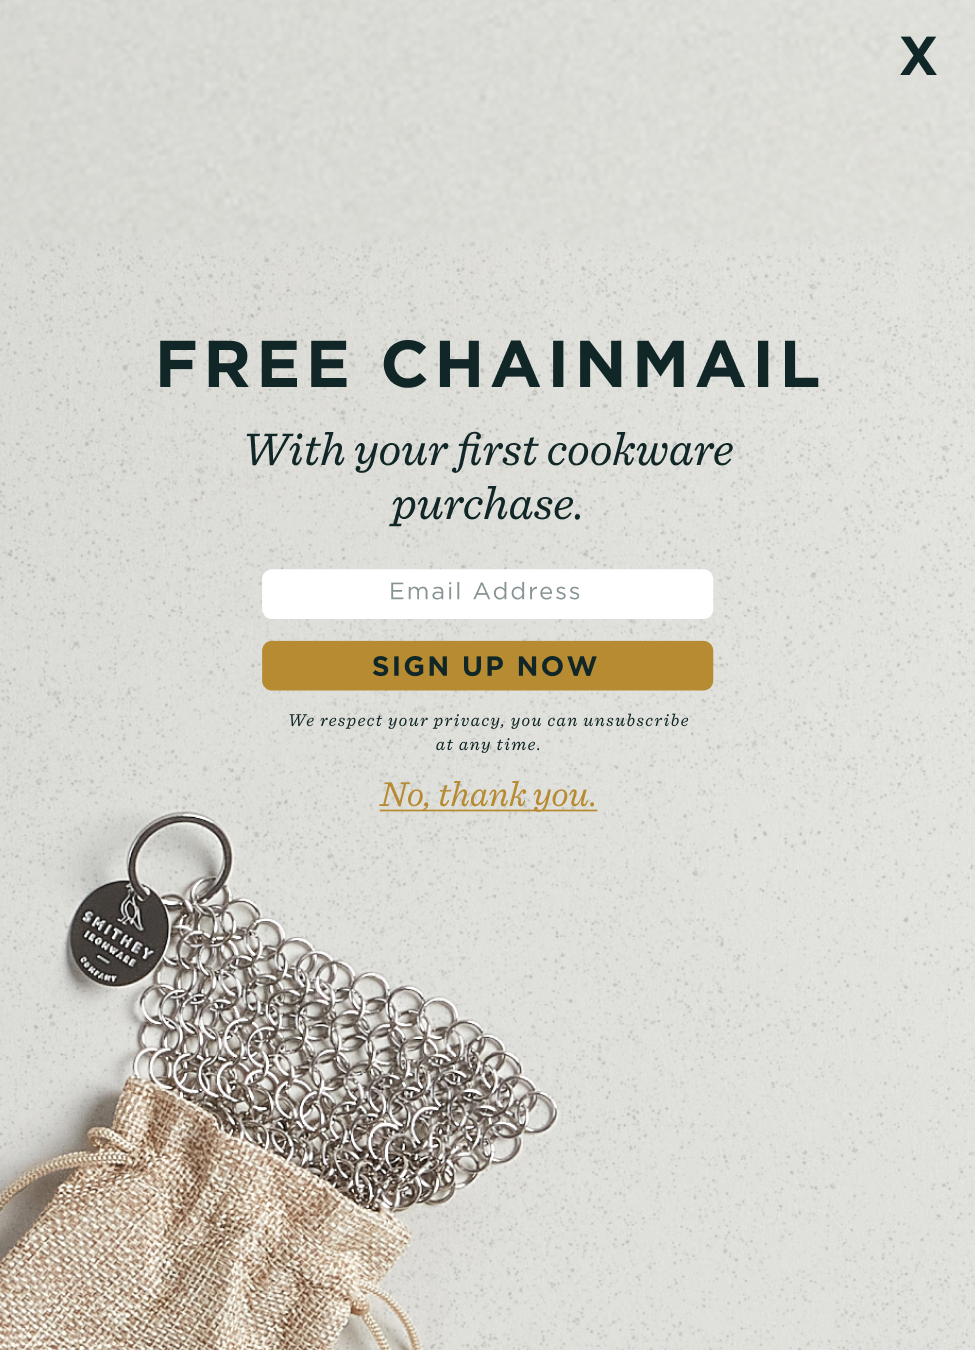 X
FREE CHAINMAIL
With your first cookware
purchase.
Email Address
SIGN UP NOW
We respect your privacy, you can unsubscribe
at any time.
No, thank you.
SMITHEY
IRONWARE
COMPANY